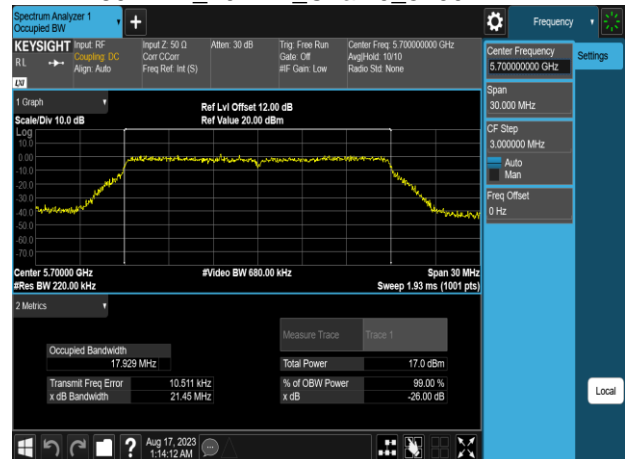 Spectrum Analyzer 1
Occupied BW
Frequency
KEYSIGHT
Input: RF
Coupling: DC
Align: Auto
Input Z: 50 Ω
Corr CCorr
Freq Ref: Int (S)
Atten: 30 dB
Trig: Free Run
Gate: Off
#IF Gain: Low
Center Freq: 5.700000000 GHz
Avg|Hold: 10/10
Radio Std: None
RL
LXI
Center Frequency
5.700000000 GHz
Settings
Span
30.000 MHz
CF Step
3.000000 MHz
Auto
Man
Freq Offset
0 Hz
Local
1 Graph
Scale/Div 10.0 dB
Ref Lvl Offset 12.00 dB
Ref Value 20.00 dBm
Log
10.0
0.00
-10.0
-20.0
-30.0
-40.0
-50.0
-60.0
-70.0
Center 5.70000 GHz
#Video BW 680.00 kHz
Span 30 MHz
#Res BW 220.00 kHz
Sweep 1.93 ms (1001 pts)
2 Metrics
Measure Trace
Trace 1
Occupied Bandwidth
17.929 MHz
Total Power
17.0 dBm
Transmit Freq Error
10.511 kHz
% of OBW Power
99.00 %
x dB Bandwidth
21.45 MHz
x dB
-26.00 dB
?
Aug 17, 2023
1:14:12 AM